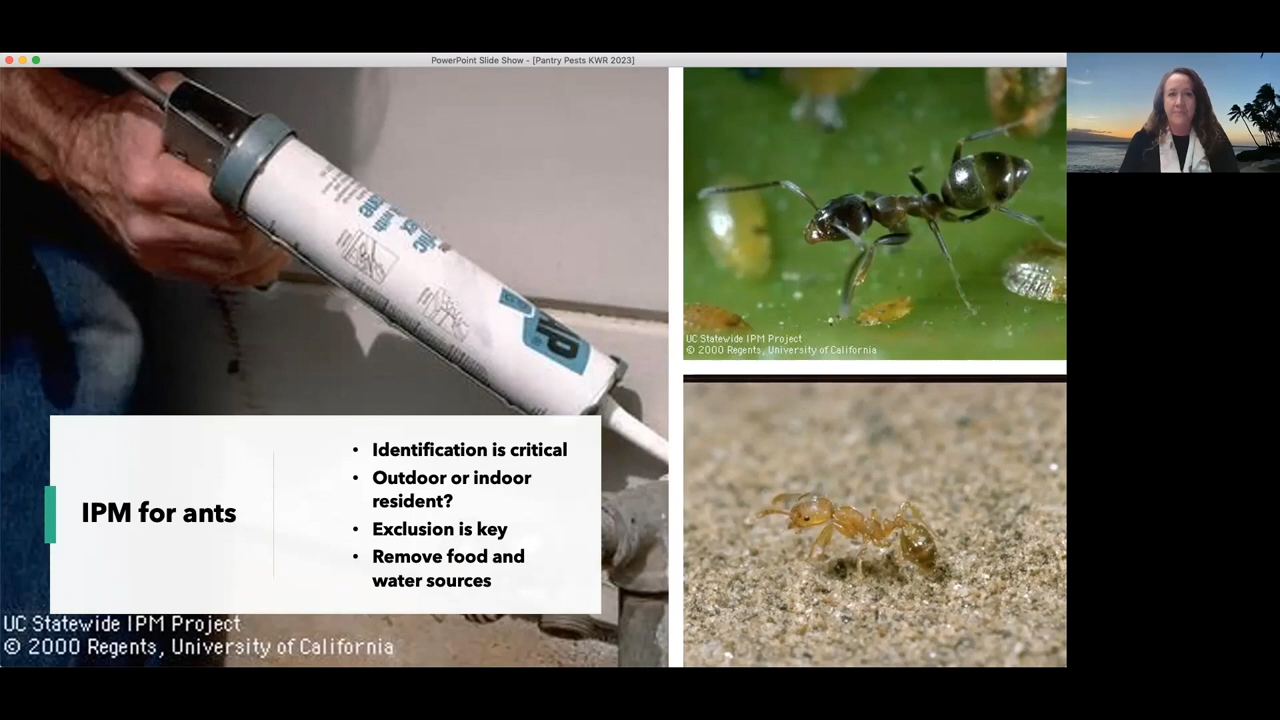 PowerPoint Slide Show - [Pantry Pests KWR 2023]
IPM for ants
• Identification is critical
• Outdoor or indoor
resident?
• Exclusion is key
• Remove food and
water sources
UC Statewide IPM Project
© 2000 Regents, University of California
UC Statewide IPM Project
© 2000 Regents, University of California